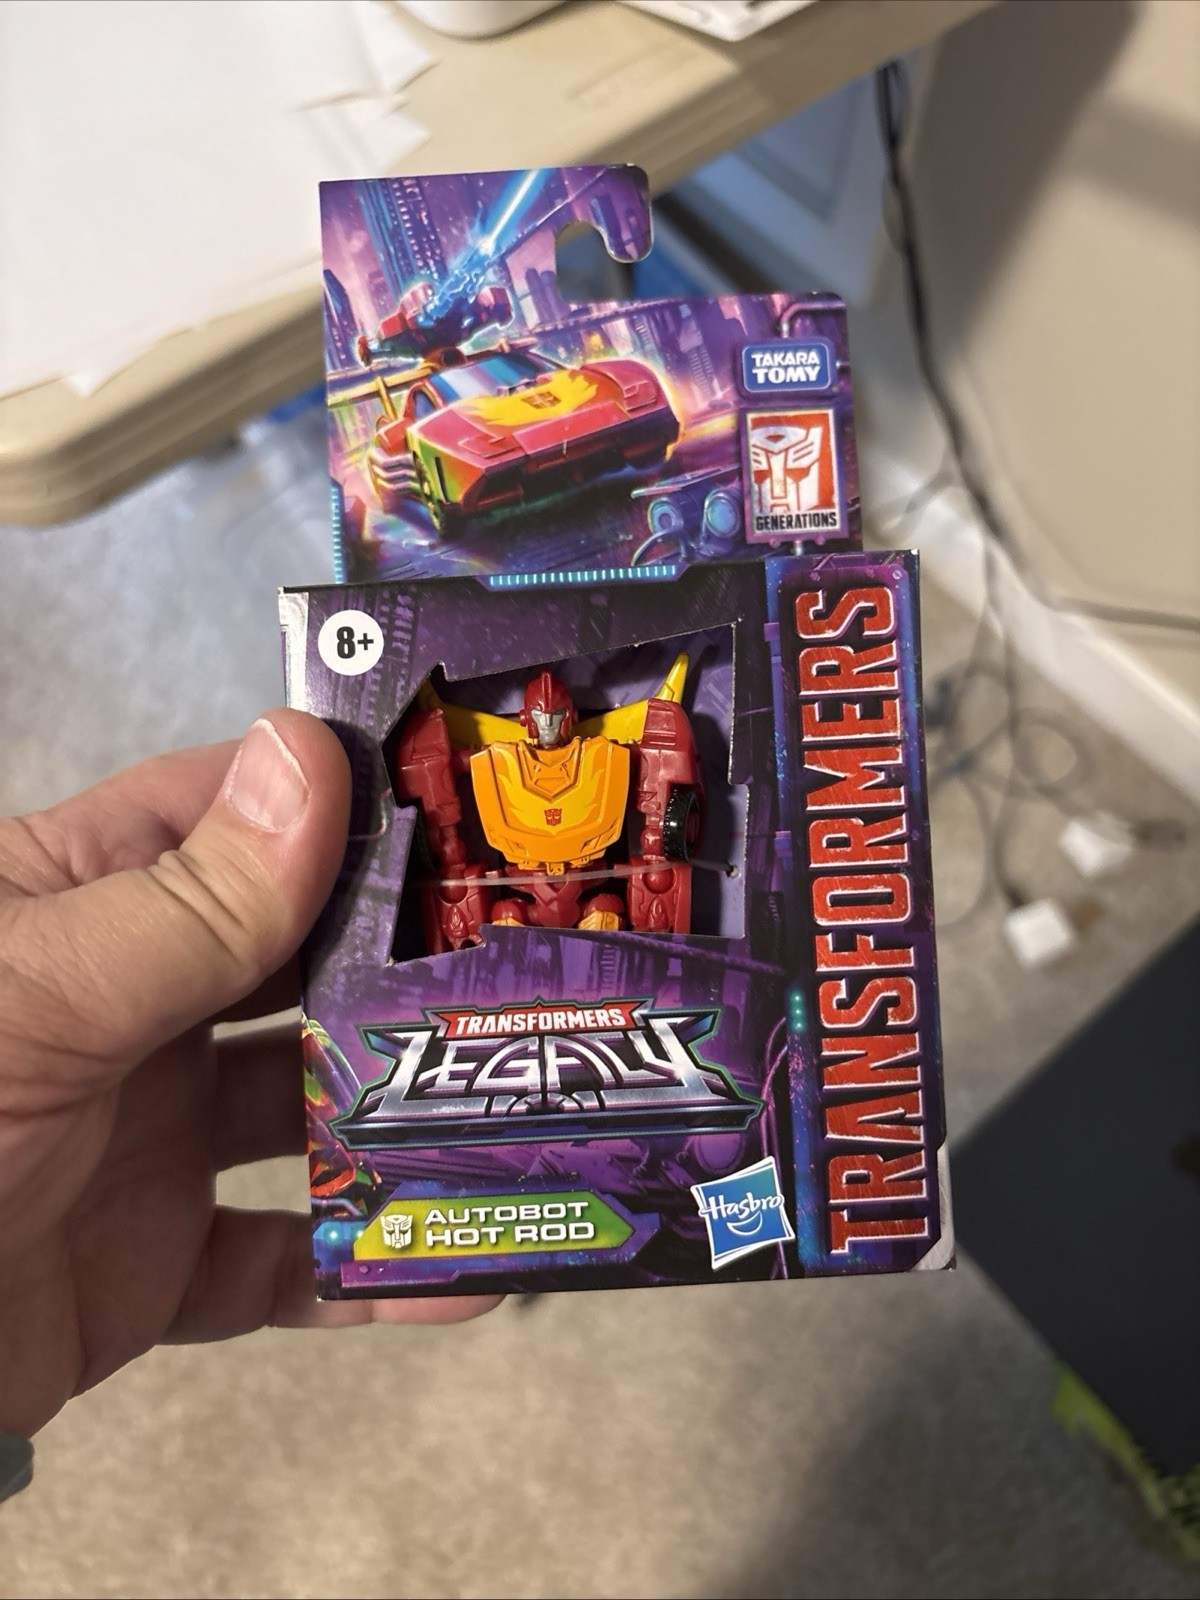 TAKARA
TOMY
GENERATIONS
8+
TRANSFORMERS
TRANSFORMERS
LEGACY
AUTOBOT
HOT ROD
Hasbro